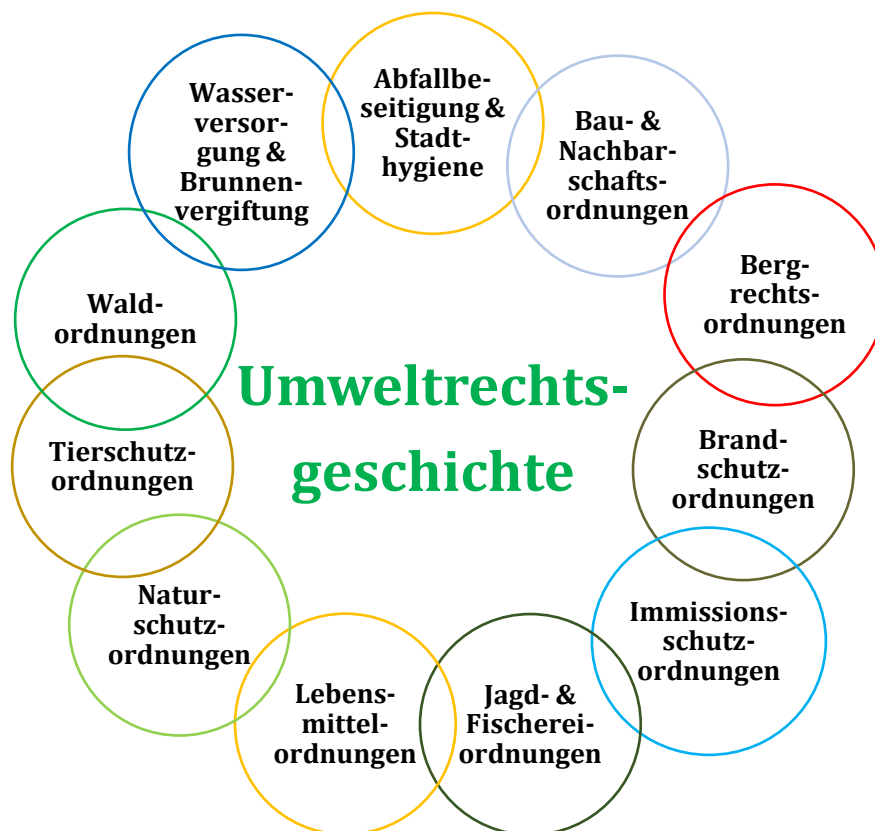 Abfallbe-
seitigung &
Stadt-
hygiene
Bau- &
Nachbar-
schafts-
ordnungen
Berg-
rechts-
ordnungen
Brand-
schutz-
ordnungen
Immissions-
schutz-
ordnungen
Jagd- &
Fischerei-
ordnungen
Lebens-
mittel-
ordnungen
Natur-
schutz-
ordnungen
Tierschutz-
ordnungen
Wald-
ordnungen
Wasser-
versor-
gung &
Brunnen-
vergiftung
Umweltrechts-
geschichte